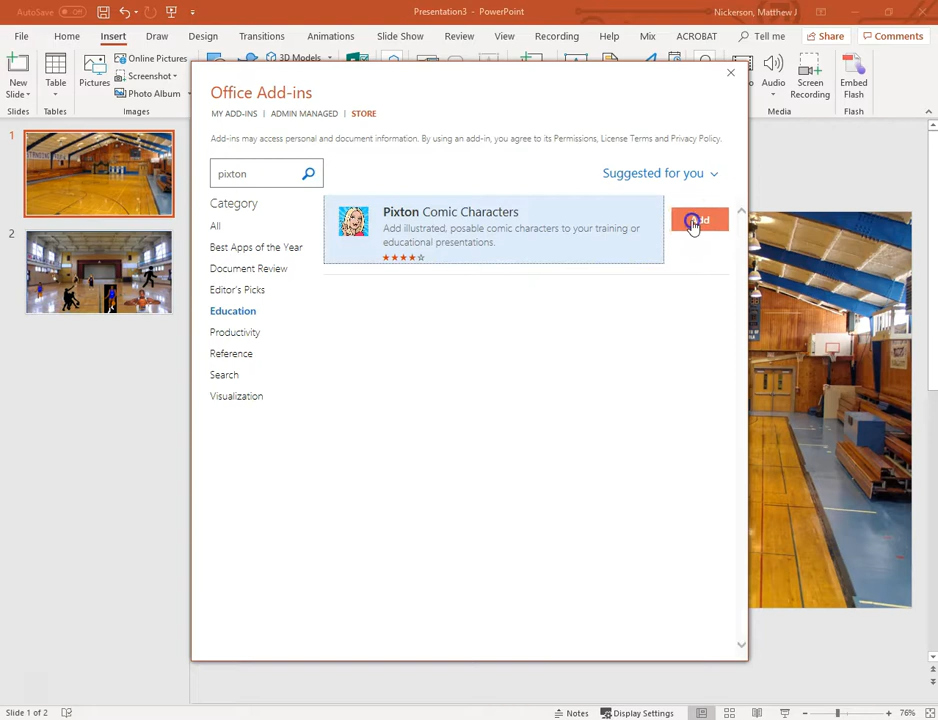 AutoSave Off
Presentation3 - PowerPoint
Nickerson, Matthew J
File Home Insert Draw Design Transitions Animations Slide Show Review View Recording Help Mix ACROBAT Tell me Share Comments
New Slide
Table
Pictures
Online Pictures
Screenshot
Photo Album
3D Models
Audio
Screen Recording
Embed Flash
Slides Tables Images Media Flash
Office Add-ins
MY ADD-INS | ADMIN MANAGED | STORE
Add-ins may access personal and document information. By using an add-in, you agree to its Permissions, License Terms and Privacy Policy.
pixton
Suggested for you
Category
All
Best Apps of the Year
Document Review
Editor's Picks
Education
Productivity
Reference
Search
Visualization
Pixton Comic Characters
Add illustrated, posable comic characters to your training or
educational presentations.
1
2
Slide 1 of 2
Notes
Display Settings
76%